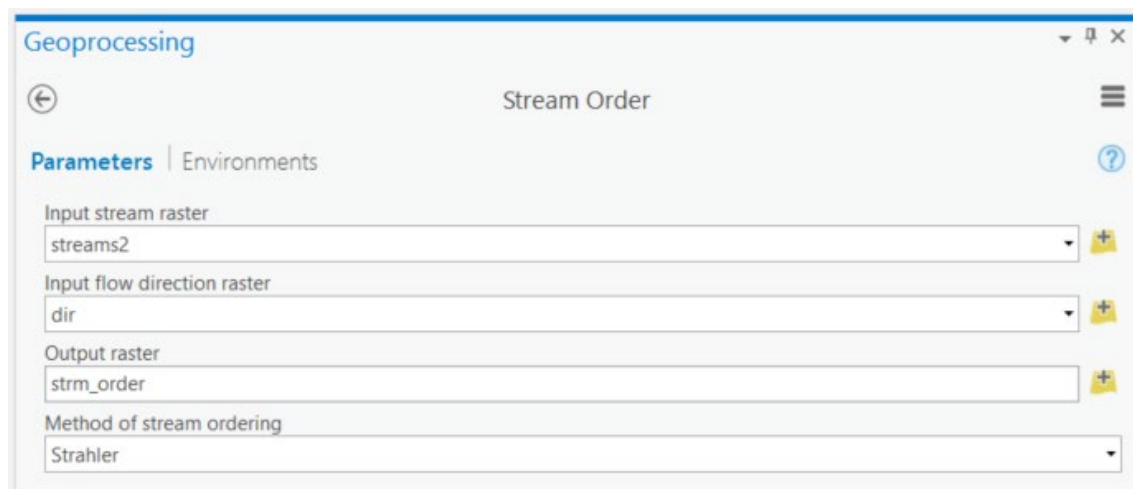 Geoprocessing
Stream Order
Parameters | Environments
Input stream raster
streams2
Input flow direction raster
dir
Output raster
strm_order
Method of stream ordering
Strahler